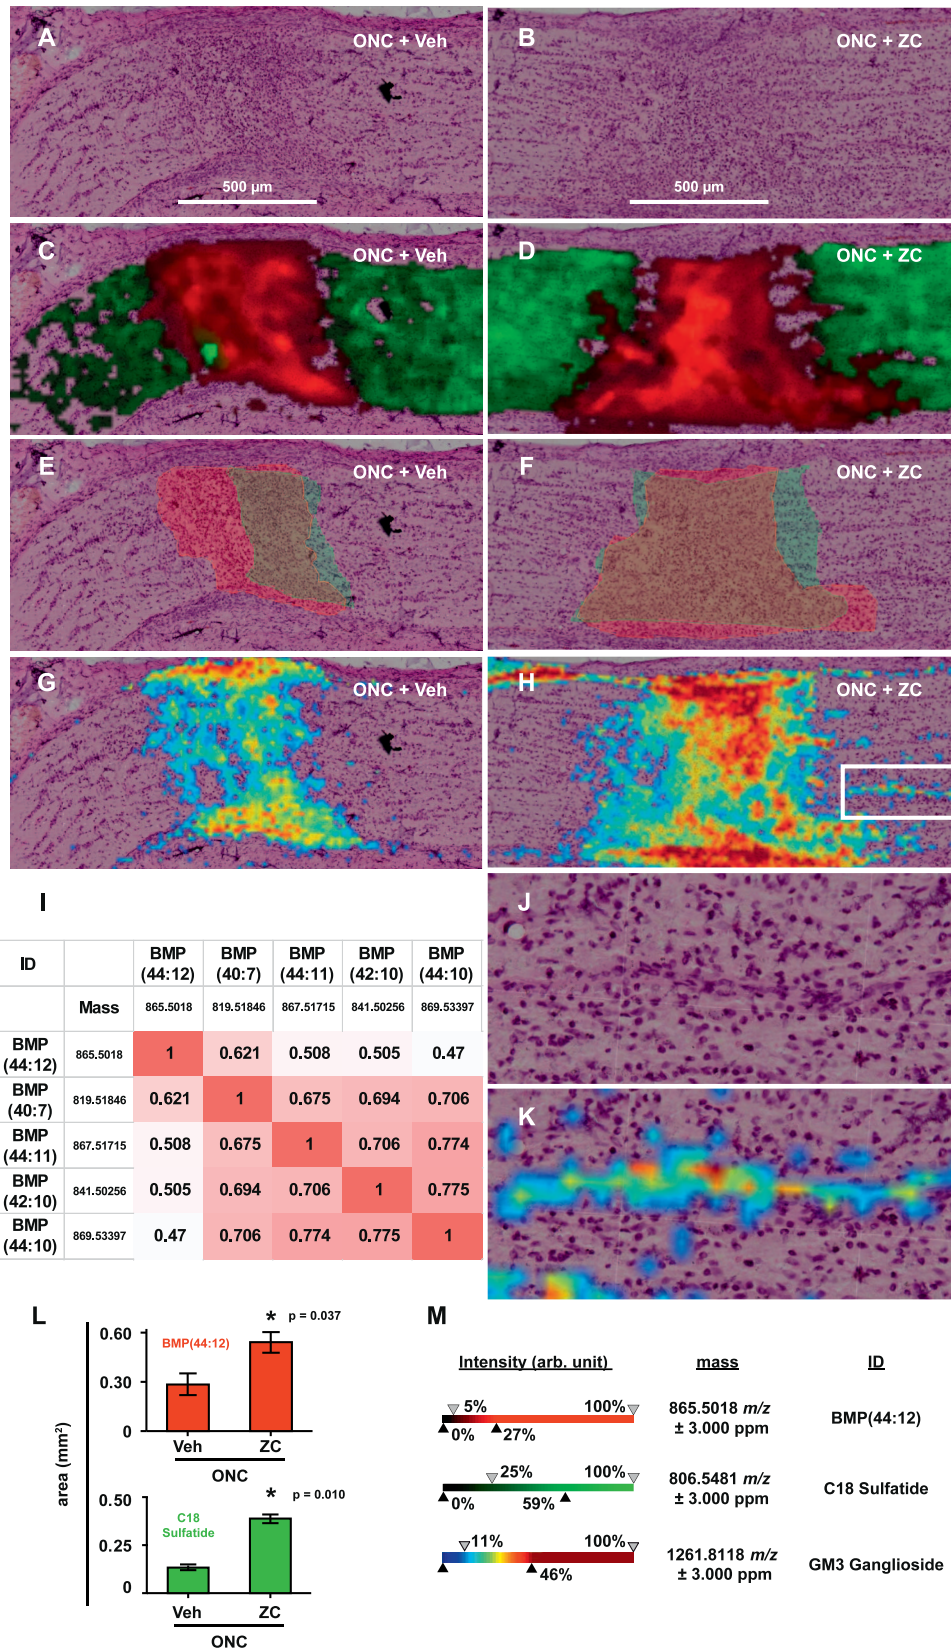 A
ONC + Veh
500 µm
B
ONC + ZC
500 µm
C
ONC + Veh
D
ONC + ZC
E
ONC + Veh
F
ONC + ZC
G
ONC + Veh
H
ONC + ZC
I
ID BMP (44:12) BMP (40:7) BMP (44:11) BMP (42:10) BMP (44:10)
Mass 865.5018 819.51846 867.51715 841.50256 869.53397
BMP (44:12) 865.5018 1 0.621 0.508 0.505 0.47
BMP (40:7) 819.51846 0.621 1 0.675 0.694 0.706
BMP (44:11) 867.51715 0.508 0.675 1 0.706 0.774
BMP (42:10) 841.50256 0.505 0.694 0.706 1 0.775
BMP (44:10) 869.53397 0.47 0.706 0.774 0.775 1
J
K
L
area (mm²)
* p = 0.037
0.60
BMP(44:12)
0.30
0
Veh ZC
ONC
0.50
* p = 0.010
C18
Sulfatide
0.25
0
Veh ZC
ONC
M
Intensity (arb. unit) mass ID
5% 100%
0% 27%
865.5018 m/z
± 3.000 ppm
BMP(44:12)
25% 100%
0% 59%
806.5481 m/z
± 3.000 ppm
C18 Sulfatide
11% 100%
46%
1261.8118 m/z
± 3.000 ppm
GM3 Ganglioside